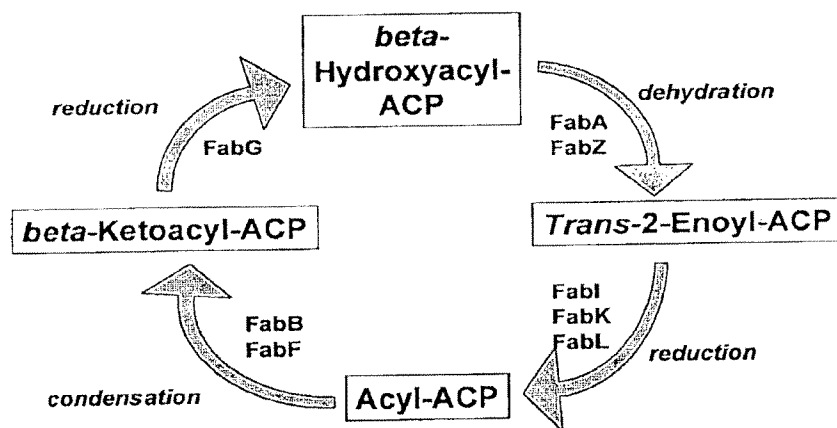 beta-
Hydroxyacyl-
ACP
reduction
dehydration
FabG
FabA
FabZ
beta-Ketoacyl-ACP
Trans-2-Enoyl-ACP
FabB
FabF
FabI
FabK
FabL
condensation
reduction
Acyl-ACP